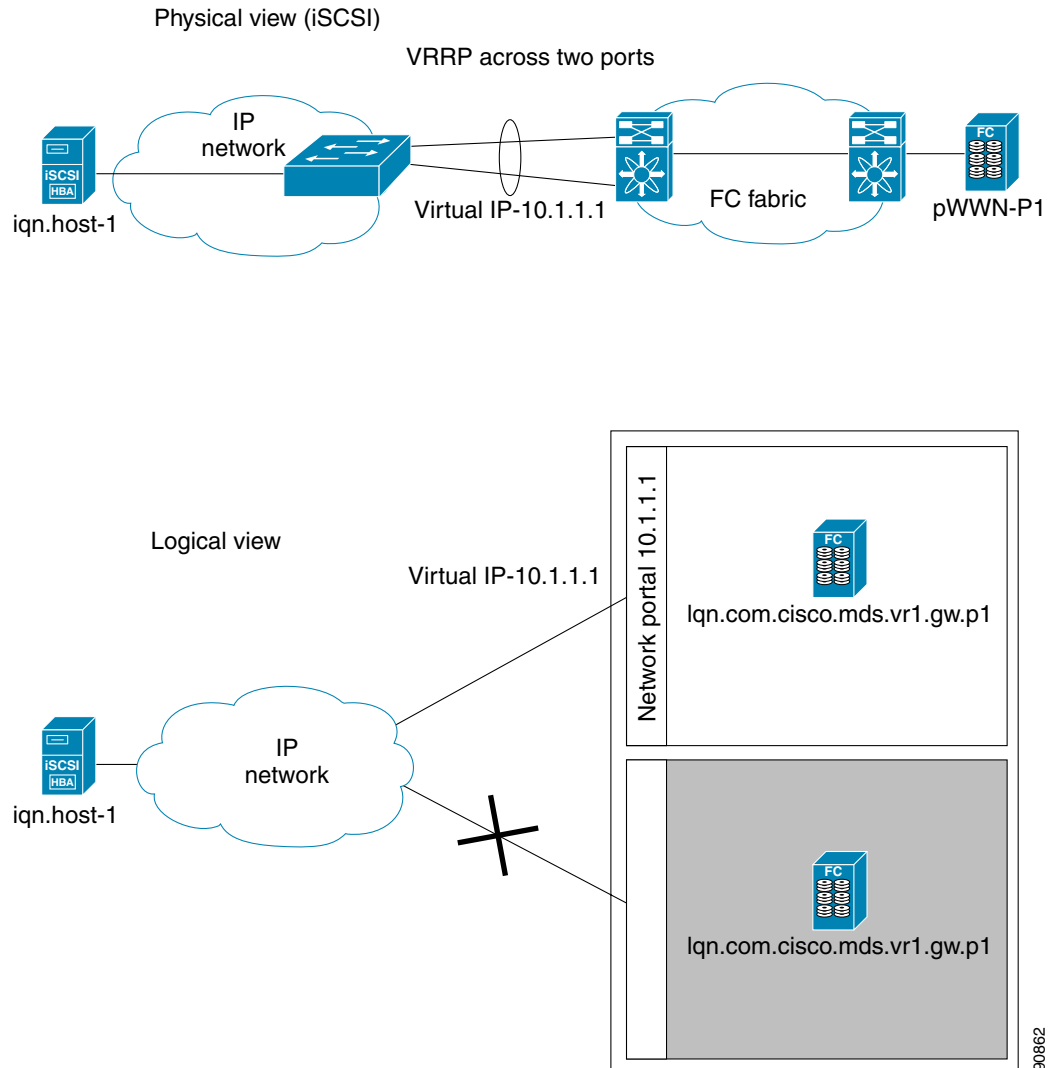 Physical view (iSCSI)
VRRP across two ports
IP
network
iSCSI
HBA
iqn.host-1
Virtual IP-10.1.1.1
FC fabric
FC
pWWN-P1
Logical view
Virtual IP-10.1.1.1
Network portal 10.1.1.1
FC
Iqn.com.cisco.mds.vr1.gw.p1
IP
network
iSCSI
HBA
iqn.host-1
FC
Iqn.com.cisco.mds.vr1.gw.p1
90862